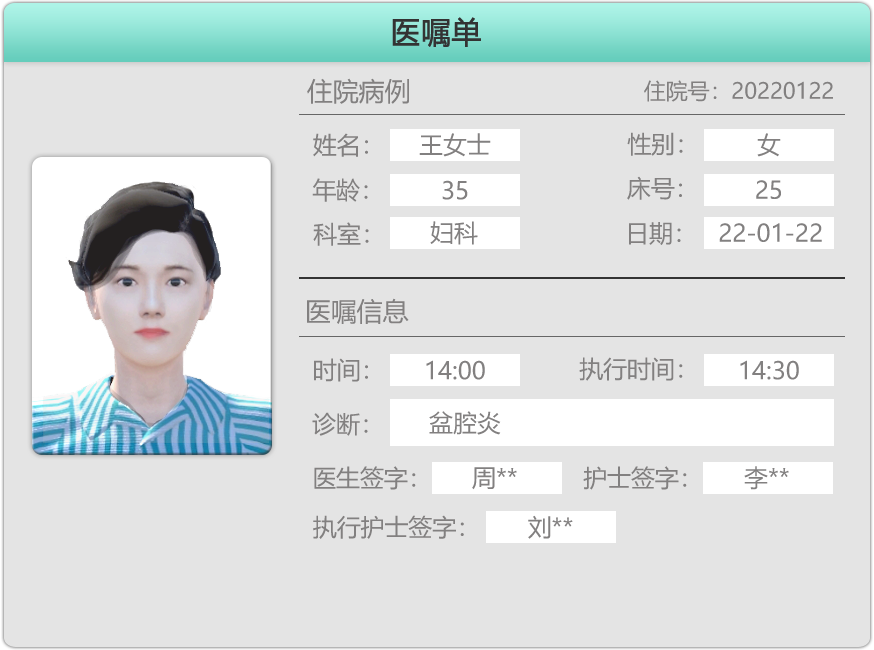 医嘱单
住院病例 住院号：20220122
姓名： 王女士 性别： 女
年龄： 35 床号： 25
科室： 妇科 日期： 22-01-22
医嘱信息
时间： 14:00 执行时间： 14:30
诊断： 盆腔炎
医生签字： 周** 护士签字： 李**
执行护士签字： 刘**